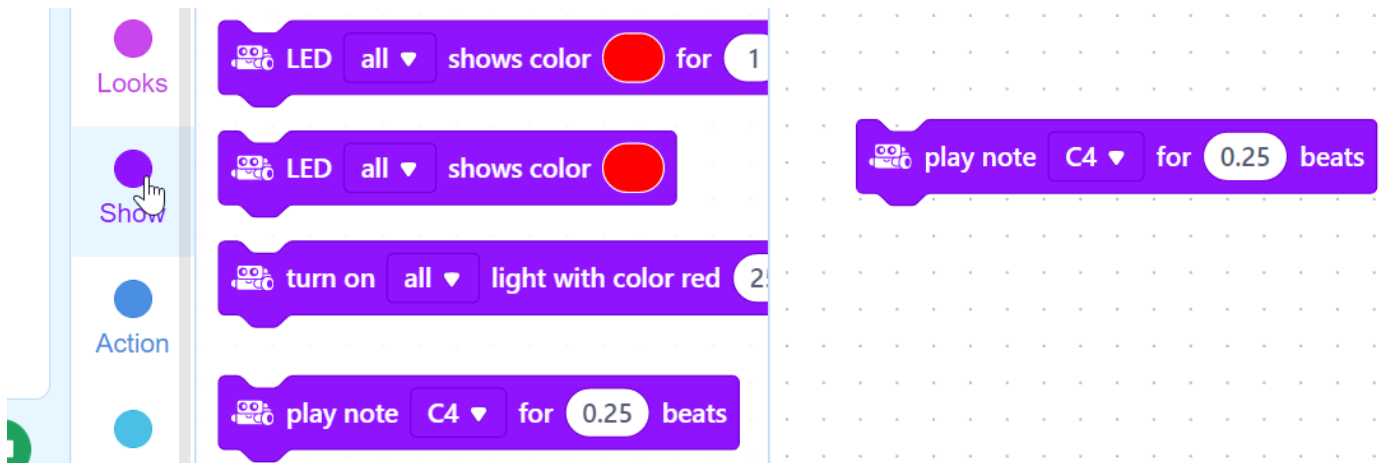 Looks
Show
Action
LED all shows color for 1
LED all shows color
turn on all light with color red
play note C4 for 0.25 beats
play note C4 for 0.25 beats